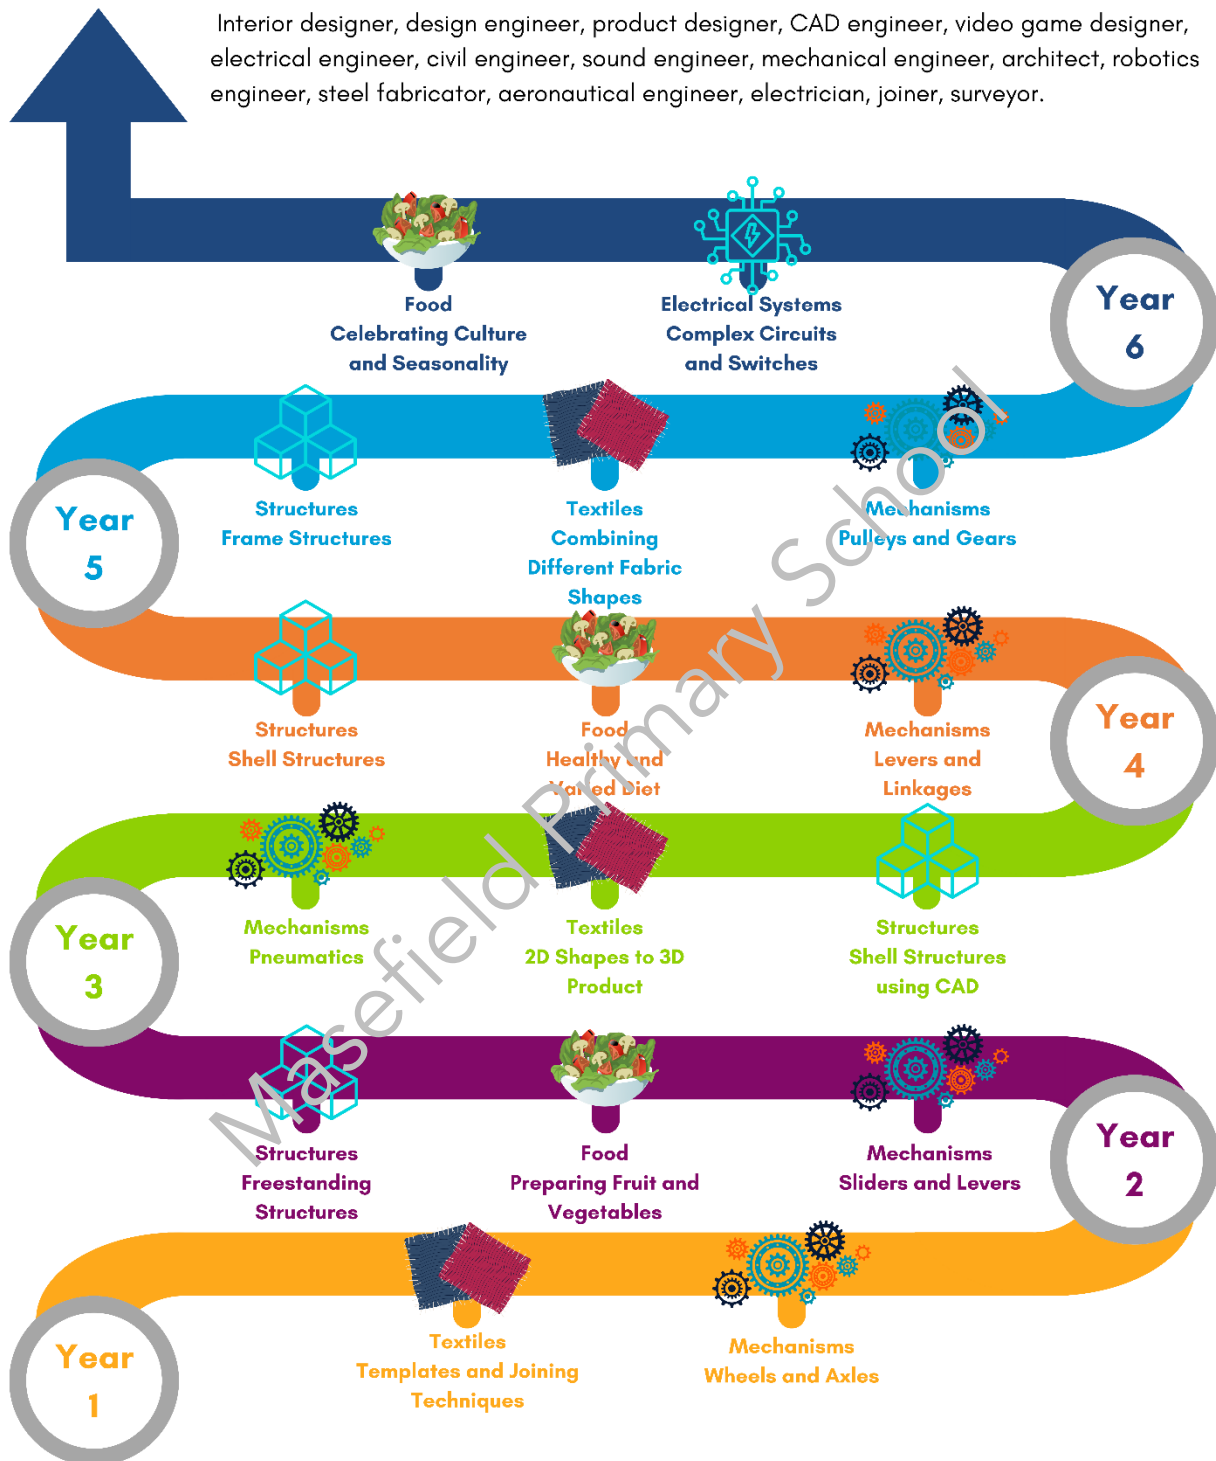 Interior designer, design engineer, product designer, CAD engineer, video game designer,
electrical engineer, civil engineer, sound engineer, mechanical engineer, architect, robotics
engineer, steel fabricator, aeronautical engineer, electrician, joiner, surveyor.
Food
Celebrating Culture
and Seasonality
Electrical Systems
Complex Circuits
and Switches
Year
6
Year
5
Structures
Frame Structures
Textiles
Combining
Different Fabric
Shapes
Mechanisms
Pulleys and Gears
Structures
Shell Structures
Food
Healthy and
Varied Diet
Mechanisms
Levers and
Linkages
Year
4
Year
3
Mechanisms
Pneumatics
Textiles
2D Shapes to 3D
Product
Structures
Shell Structures
using CAD
Structures
Freestanding
Structures
Food
Preparing Fruit and
Vegetables
Mechanisms
Sliders and Levers
Year
2
Year
1
Textiles
Templates and Joining
Techniques
Mechanisms
Wheels and Axles
Masefield Primary School